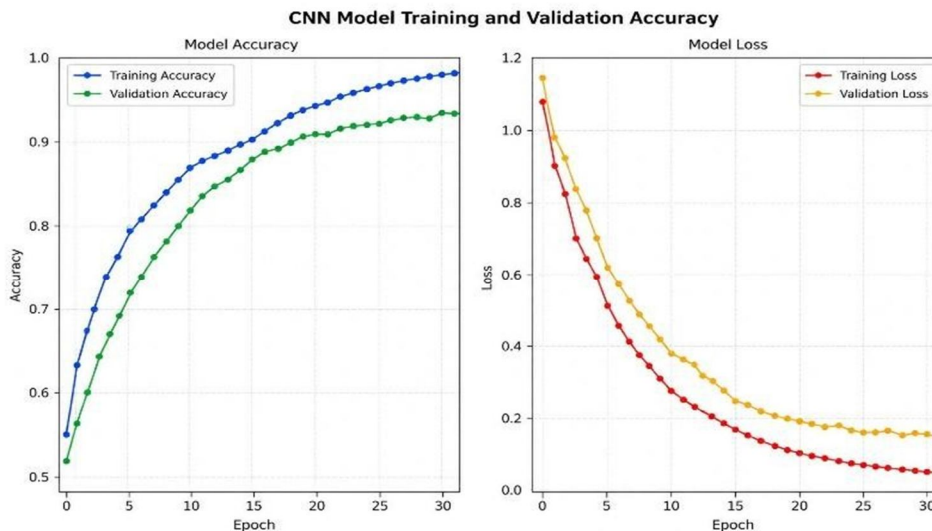 CNN Model Training and Validation Accuracy
Model Accuracy
Training Accuracy
Validation Accuracy
1.0
0.9
0.8
0.7
0.6
0.5
Accuracy
0 5 10 15 20 25 30
Epoch
Model Loss
Training Loss
Validation Loss
1.2
1.0
0.8
0.6
0.4
0.2
0.0
Loss
0 5 10 15 20 25 30
Epoch